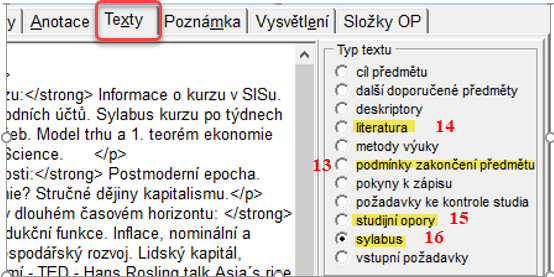 y Anotace Texty Poznámka Vysvětlení Složky OP
>
zu:</strong> Informace o kurzu v SISu.
odních účtů. Sylabus kurzu po týdnech
eb. Model trhu a 1. teorém ekonomie
Science. </p>
osti:</strong> Postmoderní epocha.
nie? Stručné dějiny kapitalismu.</p>
v dlouhém časovém horizontu: </strong>
dukční funkce. Inflace, nominální a
spodářský rozvoj. Lidský kapitál,
mí - TED - Hans Rosling talk Asia´s rise
Typ textu
cíl předmětu
další doporučené předměty
deskriptory
literatura 14
metody výuky
13 podmínky zakončení předmětu
pokyny k zápisu
požadavky ke kontrole studia
studijní opory 15
sylabus 16
vstupní požadavky